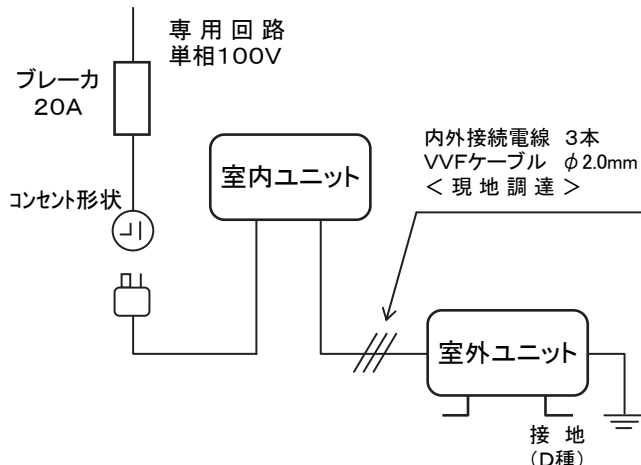 専用回路
単相100V
ブレーカ
20A
コンセント形状
室内ユニット
内外接続電線 3本
VVFケーブル φ2.0mm
＜現地調達＞
室外ユニット
接地
(D種)